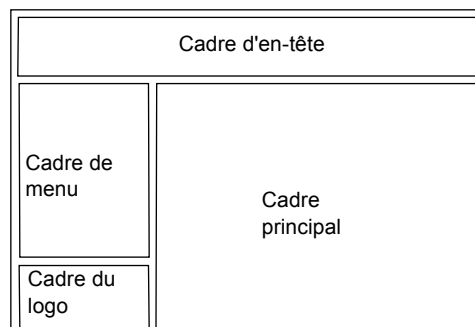 Cadre d'en-tête
Cadre de
menu
Cadre
principal
Cadre du
logo